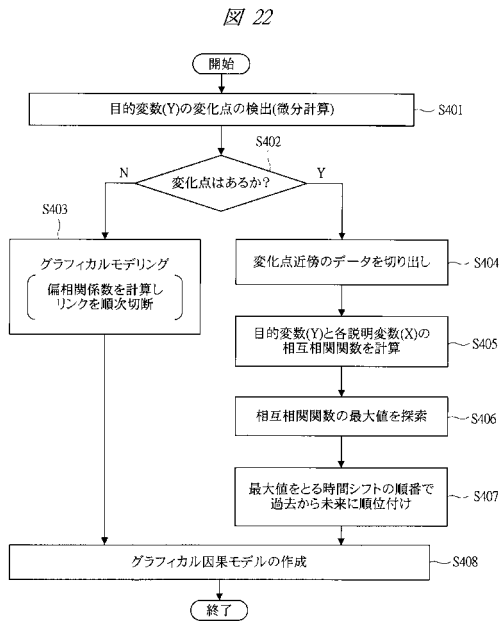 図 22
開始
目的変数(Y)の変化点の検出(微分計算)
S401
S402
変化点はあるか?
N
Y
S403
グラフィカルモデリング
偏相関係数を計算し
リンクを順次切断
変化点近傍のデータを切り出し
S404
目的変数(Y)と各説明変数(X)の
相互相関関数を計算
S405
相互相関関数の最大値を探索
S406
最大値をとる時間シフトの順番で
過去から未来に順位付け
S407
グラフィカル因果モデルの作成
S408
終了